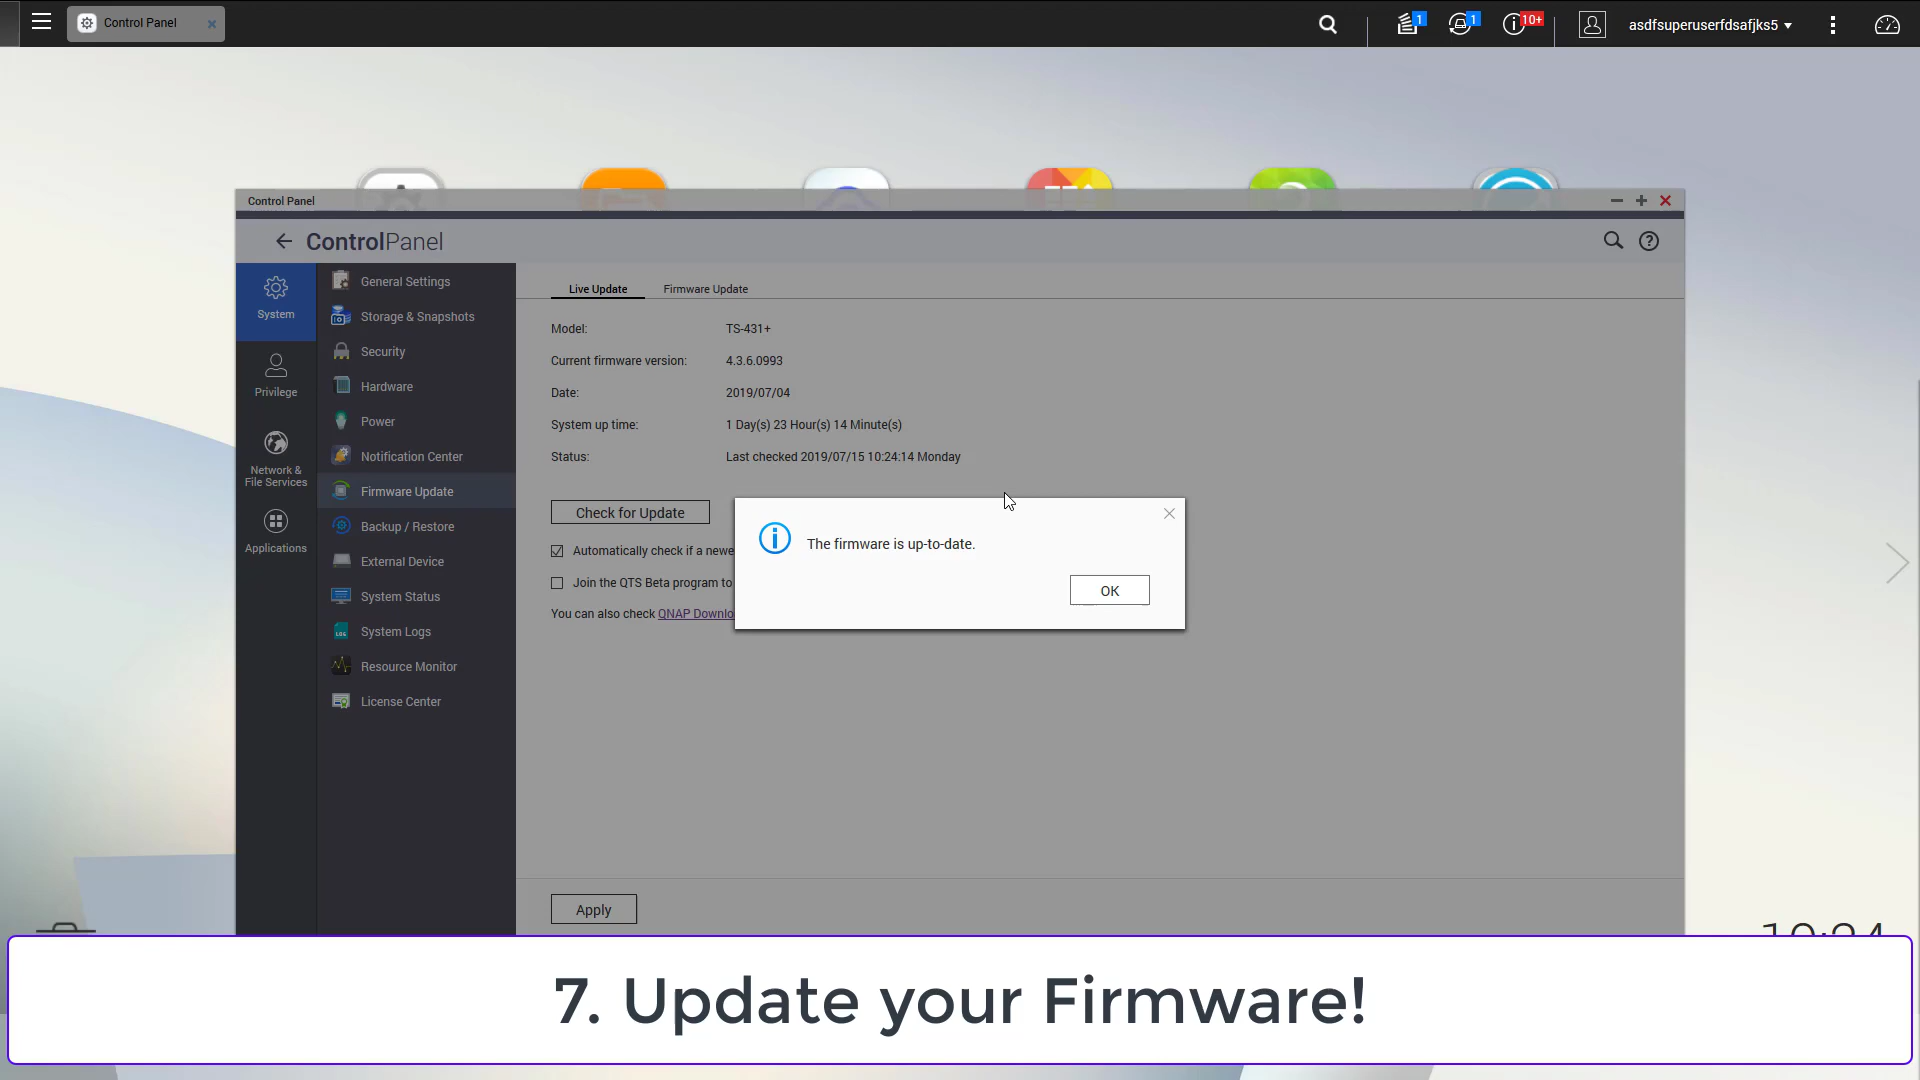 Control Panel
1
1
10+
asdfsuperuserfdsafjks5
Control Panel
ControlPanel
System
Privilege
Network &
File Services
Applications
General Settings
Storage & Snapshots
Security
Hardware
Power
Notification Center
Firmware Update
Backup / Restore
External Device
System Status
System Logs
Resource Monitor
License Center
Live Update
Firmware Update
Model: TS-431+
Current firmware version: 4.3.6.0993
Date: 2019/07/04
System up time: 1 Day(s) 23 Hour(s) 14 Minute(s)
Status: Last checked 2019/07/15 10:24:14 Monday
Check for Update
Automatically check if a newe
Join the QTS Beta program to
You can also check QNAP Downlo
The firmware is up-to-date.
OK
Apply
10:24
7. Update your Firmware!